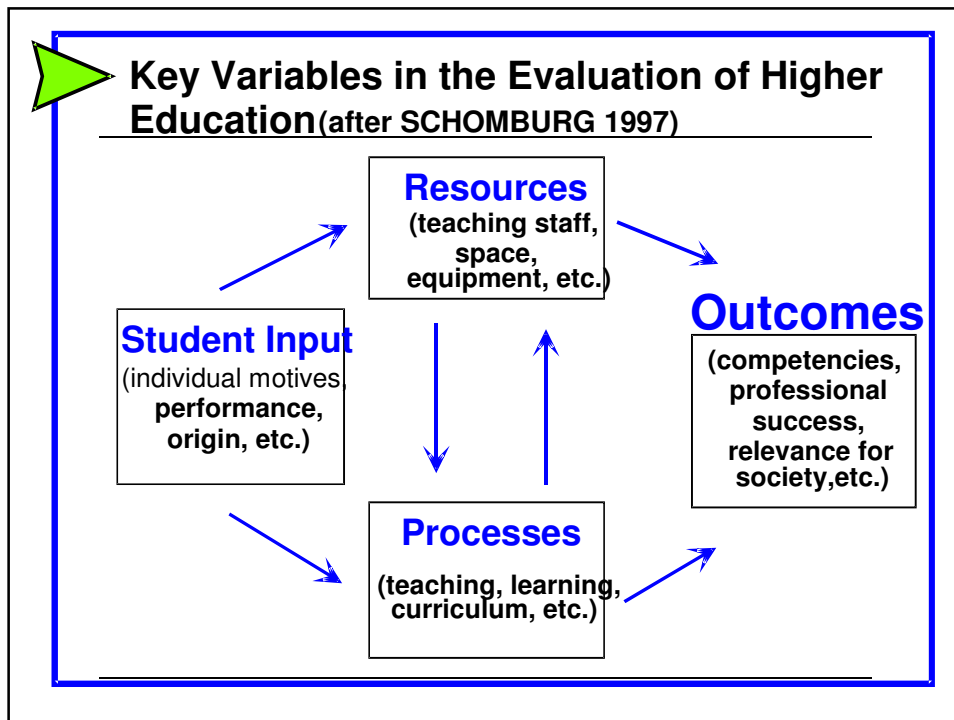 Key Variables in the Evaluation of Higher
Education(after SCHOMBURG 1997)
Resources
(teaching staff,
space,
equipment, etc.)
Student Input
(individual motives,
performance,
origin, etc.)
Outcomes
(competencies,
professional
success,
relevance for
society,etc.)
Processes
(teaching, learning,
curriculum, etc.)